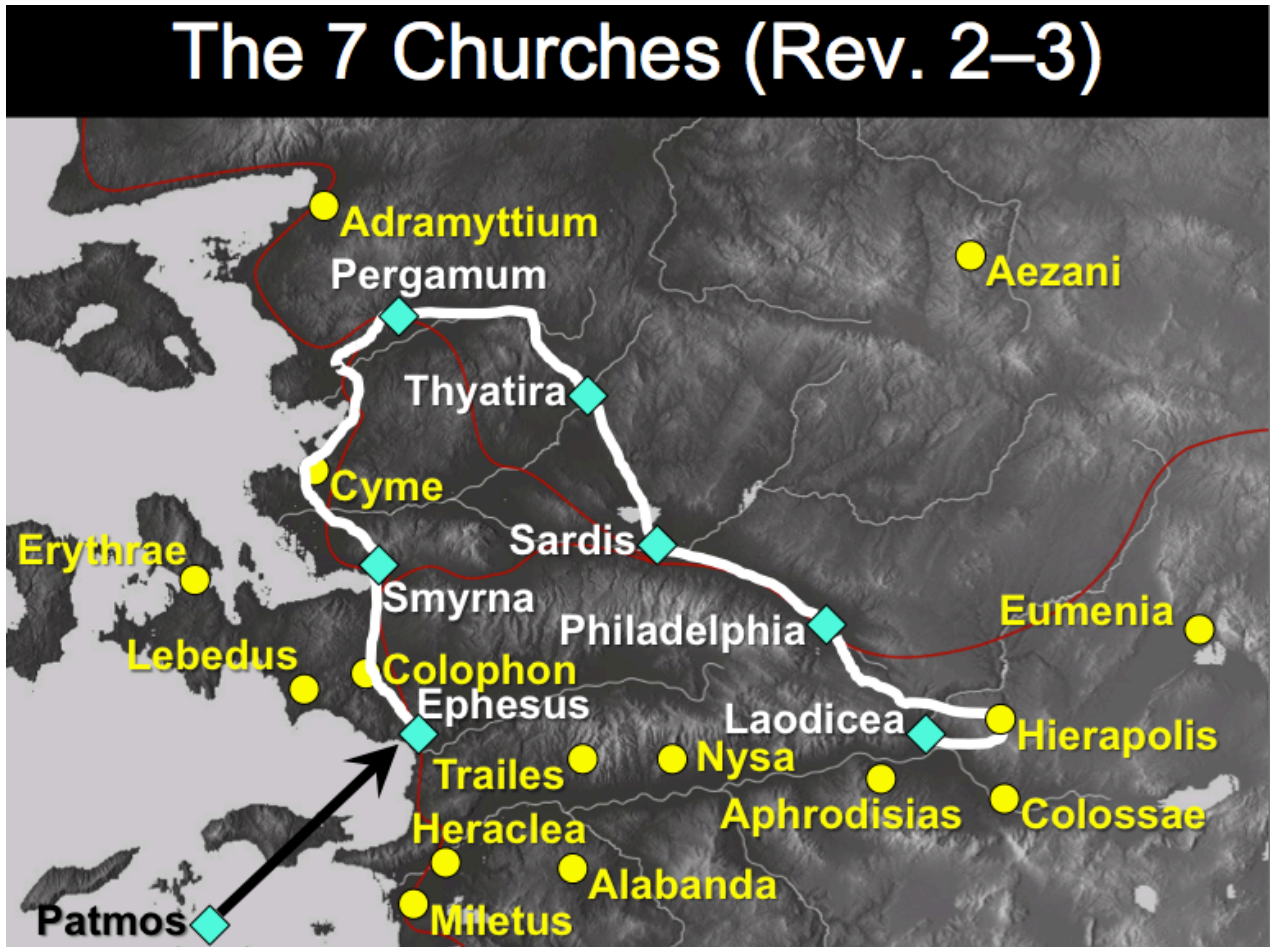 The 7 Churches (Rev. 2–3)
Adramyttium
Aezani
Pergamum
Thyatira
Cyme
Sardis
Erythrae
Smyrna
Eumenia
Philadelphia
Lebedus
Colophon
Ephesus
Laodicea
Hierapolis
Trailes
Nysa
Aphrodisias
Colossae
Heraclea
Alabanda
Patmos
Miletus